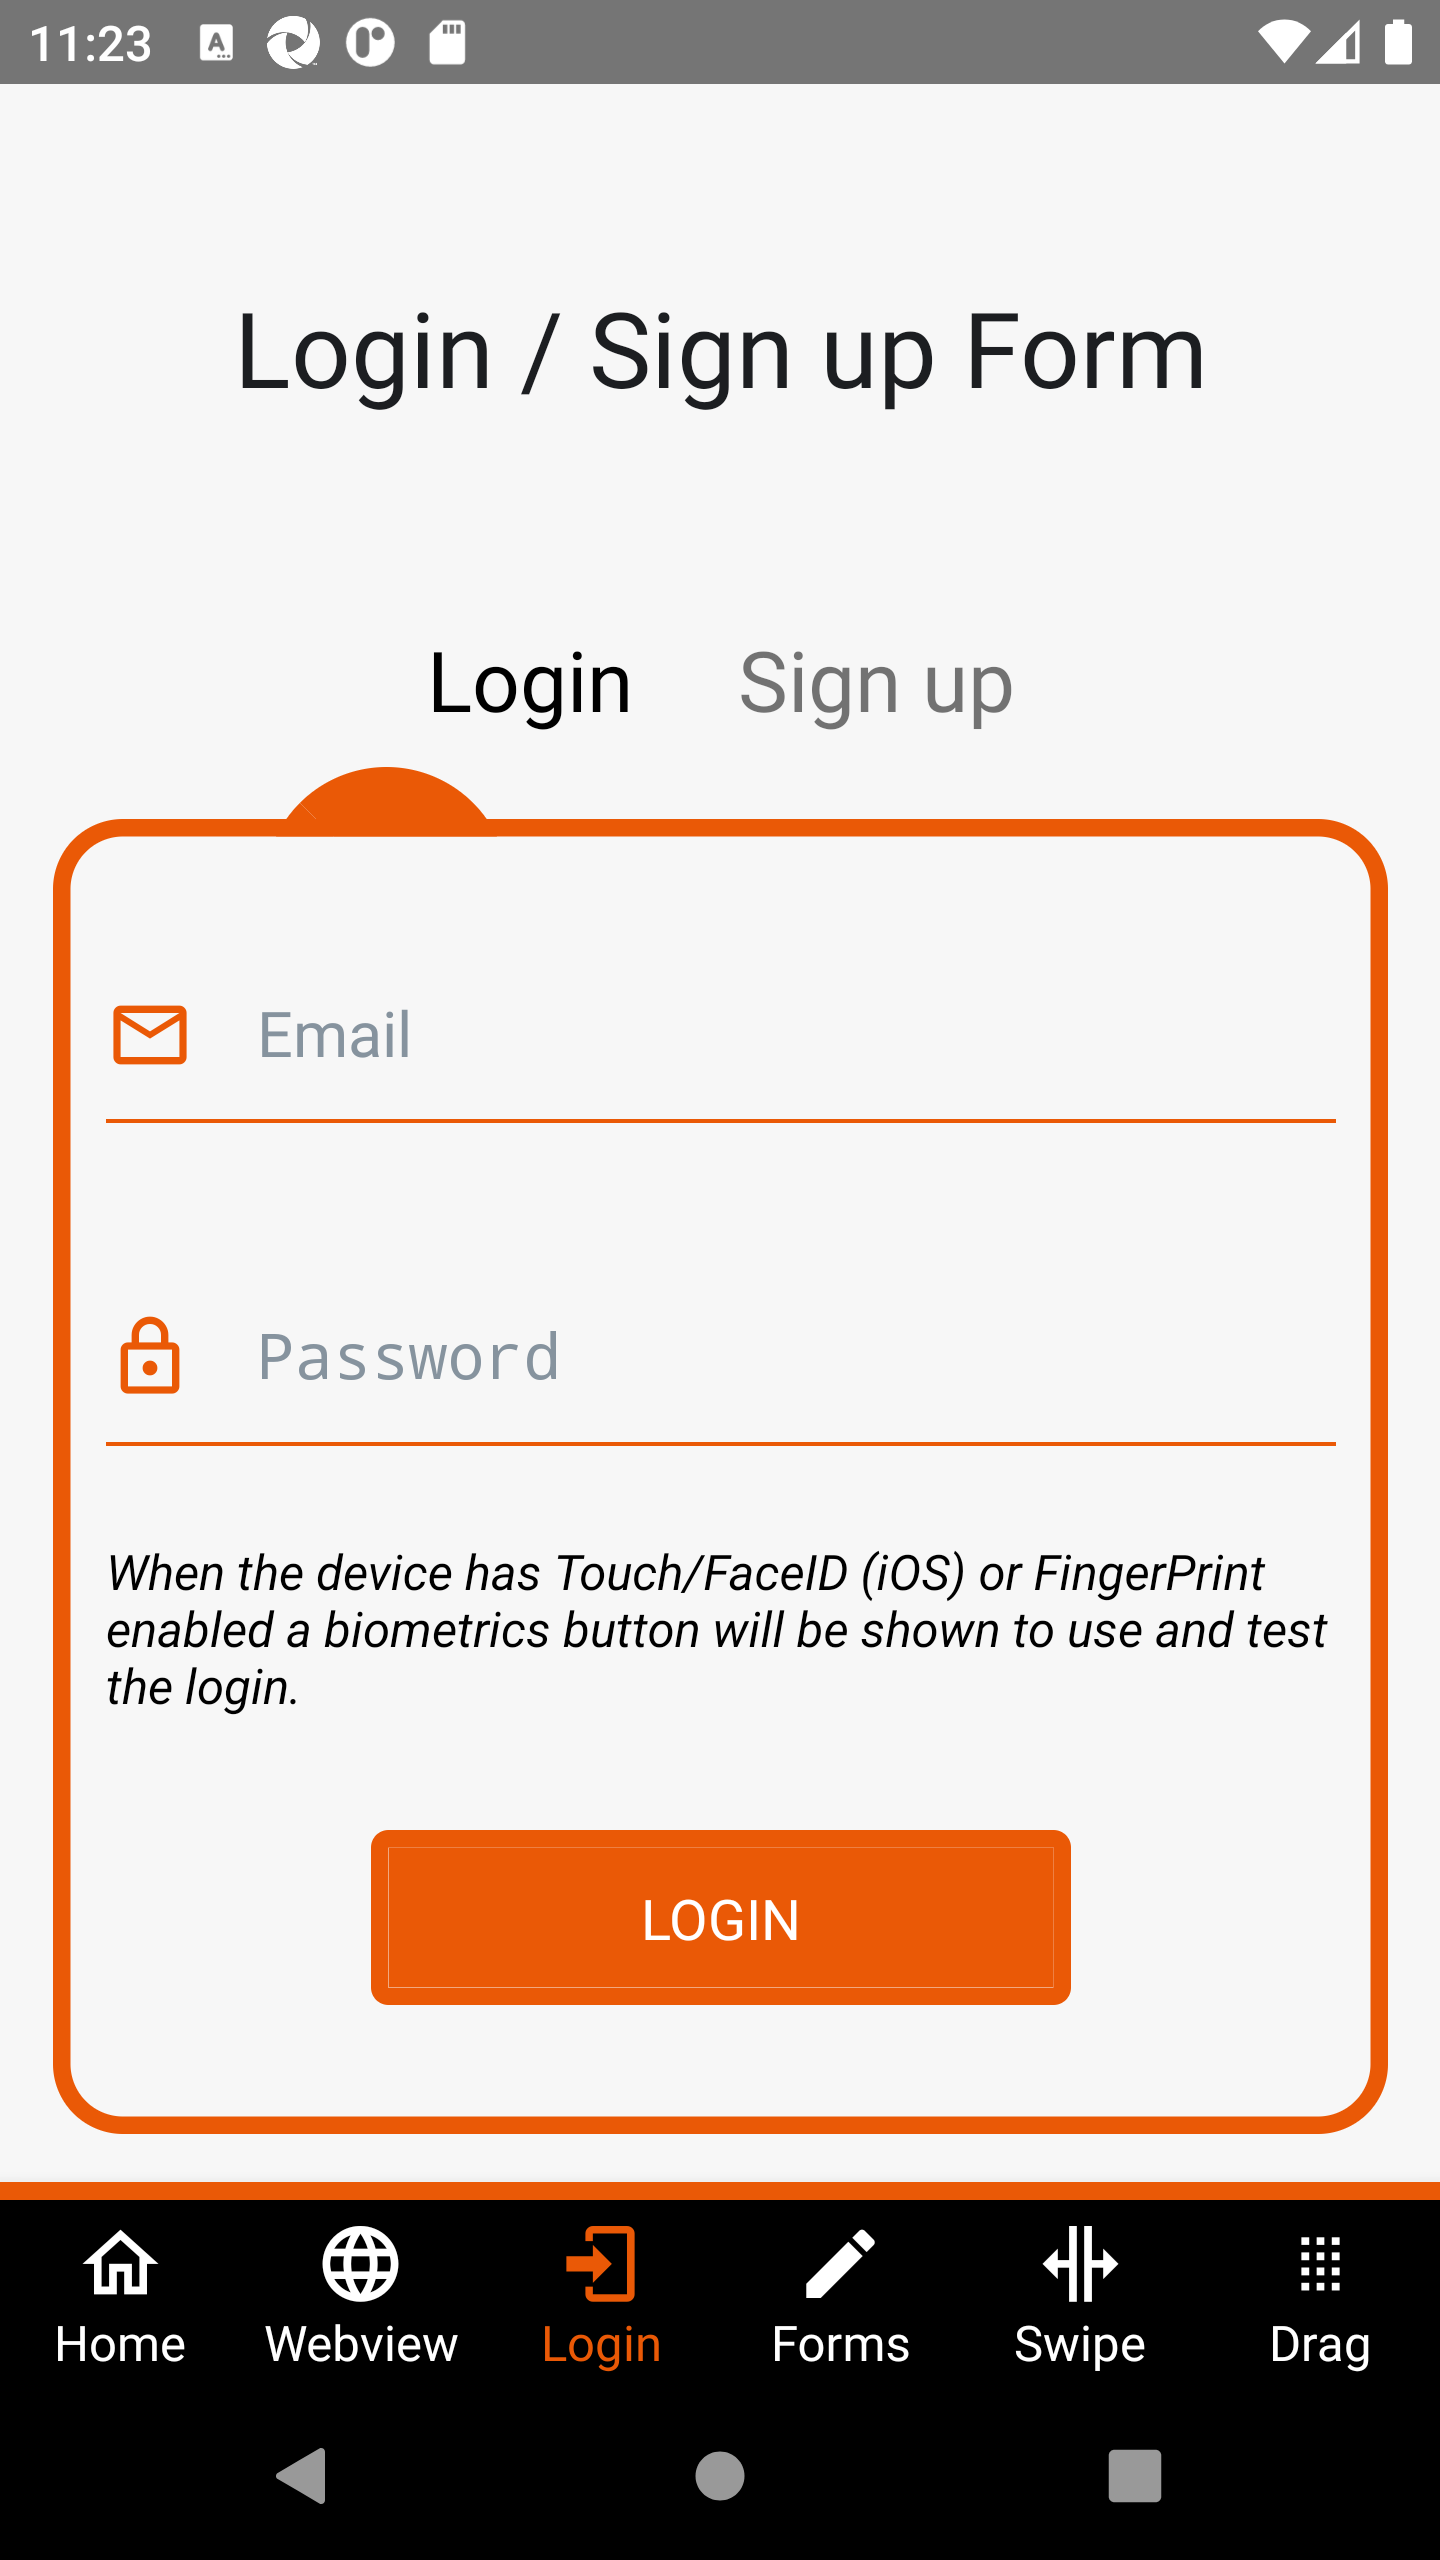 11:23
Login / Sign up Form
Login Sign up
Email
Password
When the device has Touch/FaceID (iOS) or FingerPrint
enabled a biometrics button will be shown to use and test
the login.
LOGIN
Home Webview Login Forms Swipe Drag